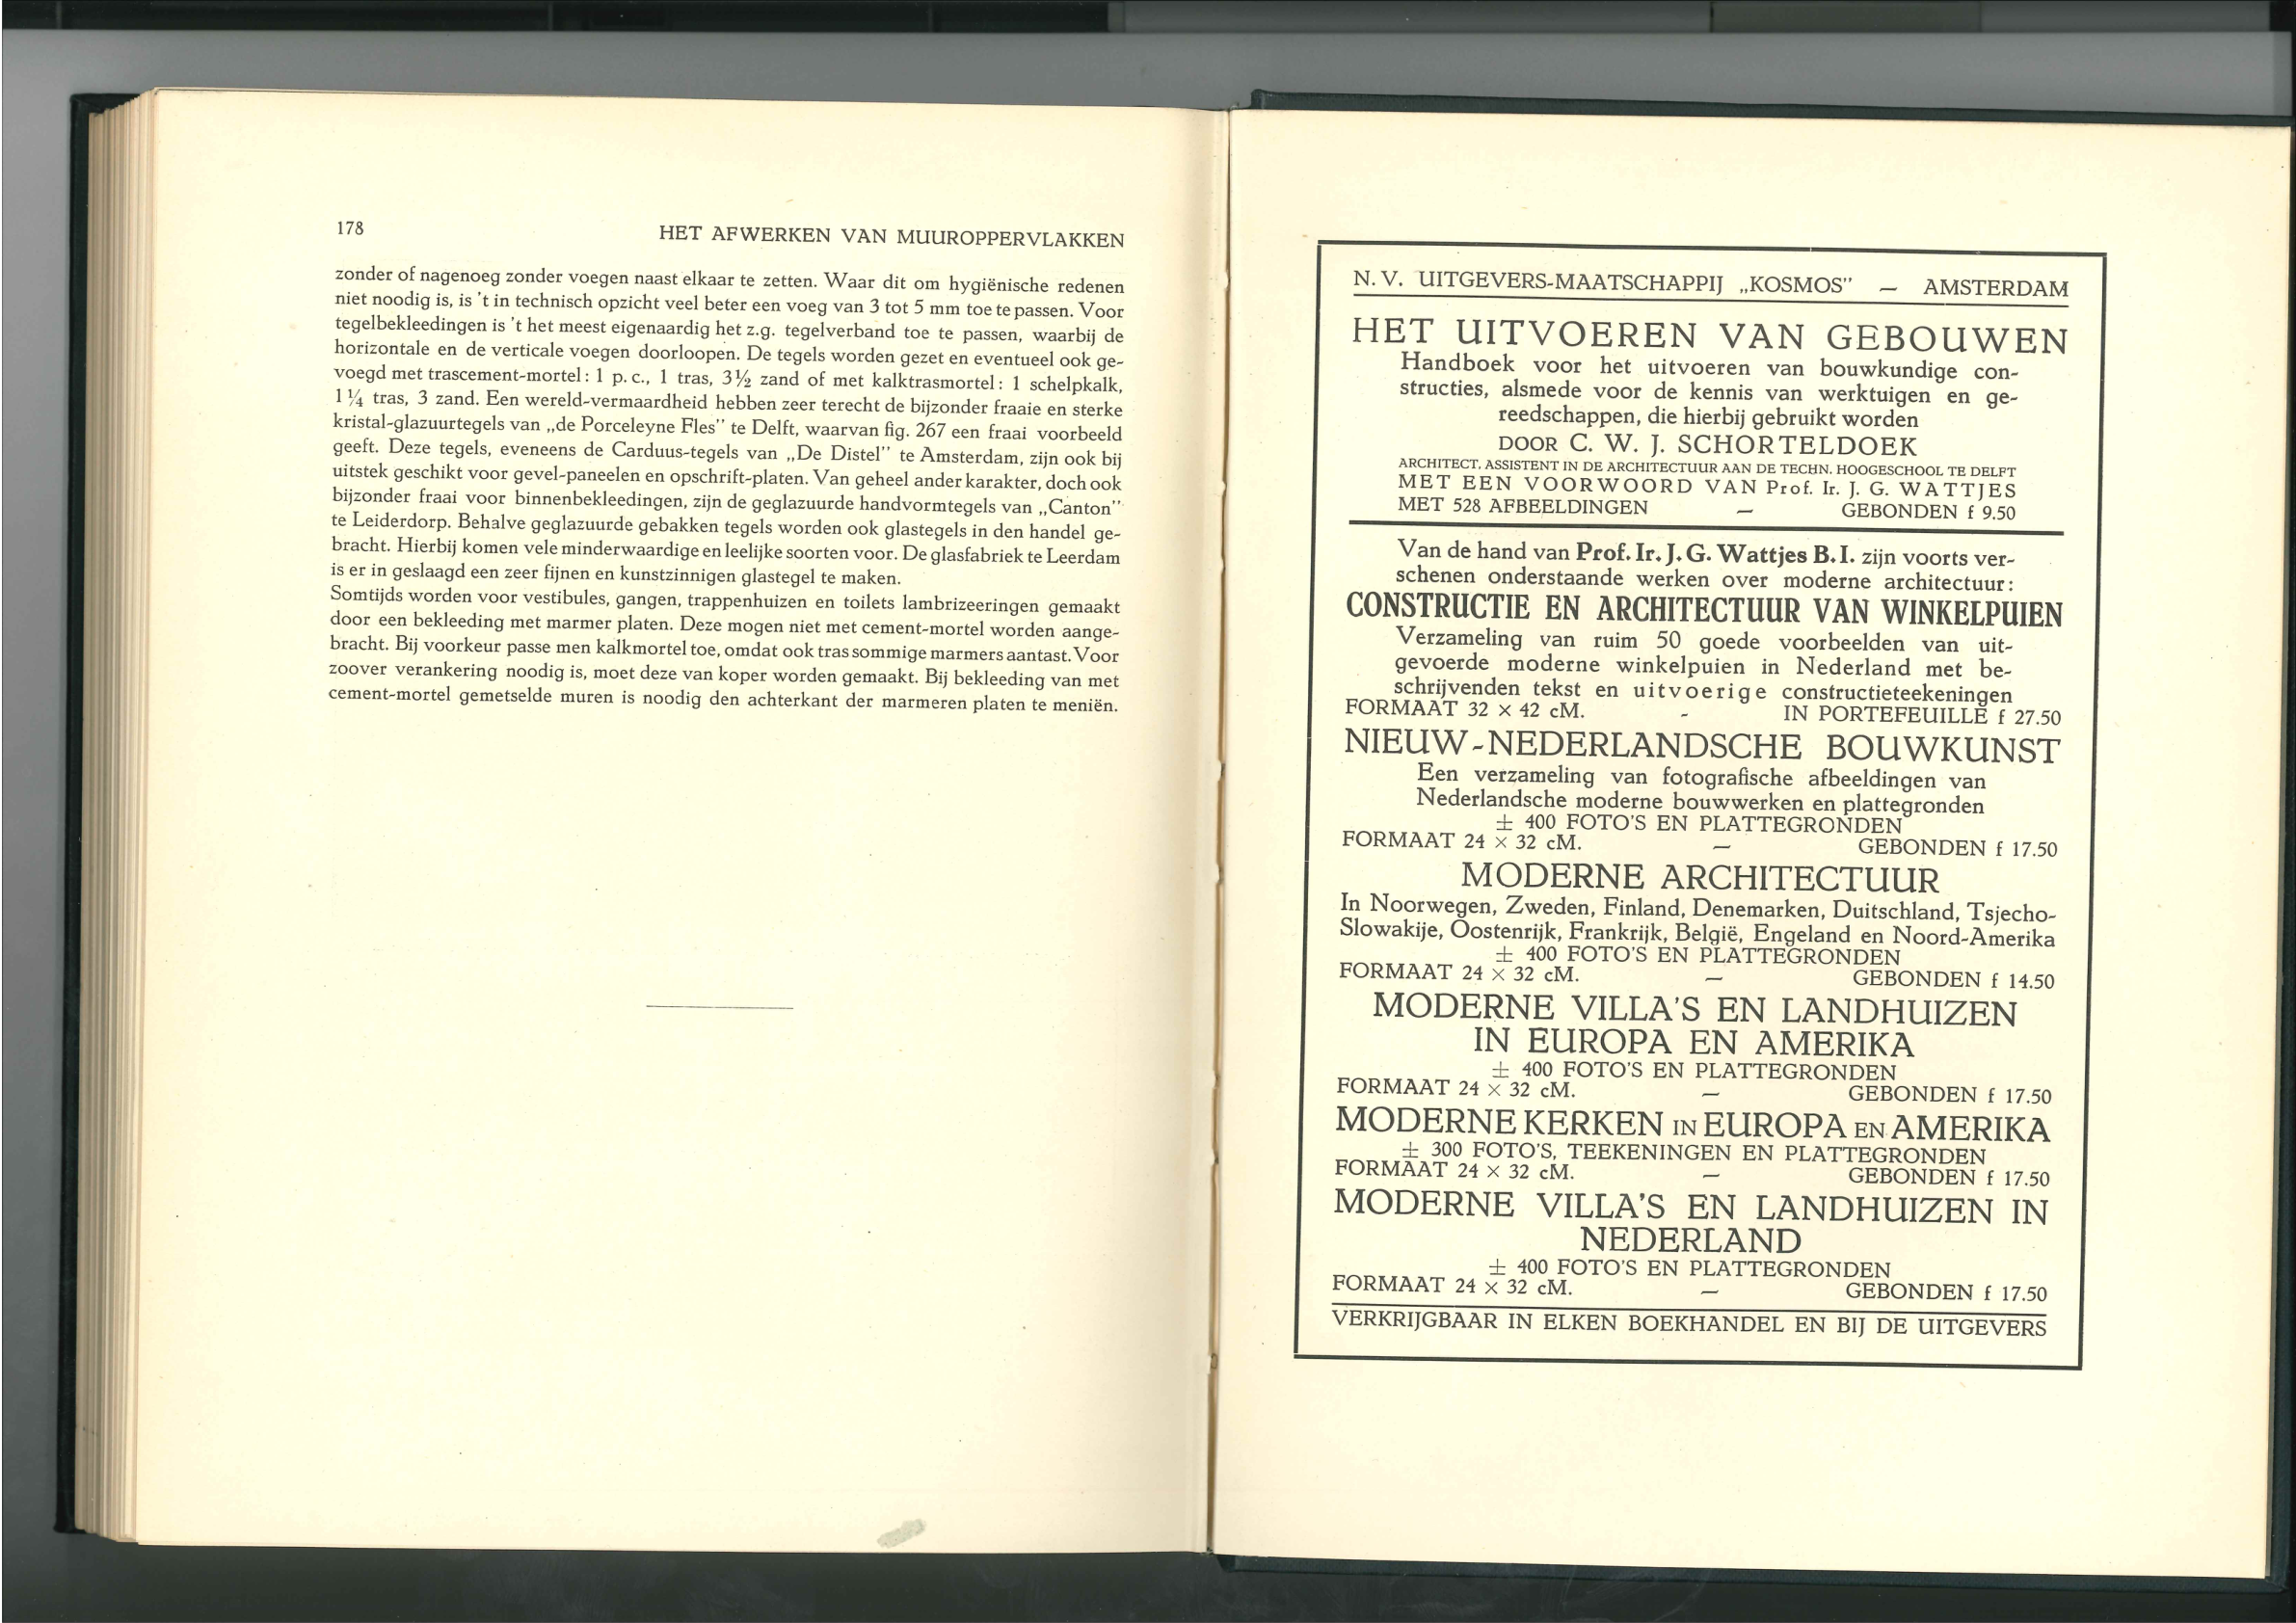 178
HET AFWERKEN VAN MUUROPPERVLAKKEN
zonder of nagenoeg zonder voegen naast elkaar te zetten. Waar dit om hygiënische redenen
niet noodig is, is 't in technisch opzicht veel beter een voeg van 3 tot 5 mm toe te passen. Voor
tegelbekleedingen is 't het meest eigenaardig het z.g. tegelverband toe te passen, waarbij de
horizontale en de verticale voegen doorloopen. De tegels worden gezet en eventueel ook ge-
voegd met trascement-mortel: 1 p. c., 1 tras, 3½ zand of met kalktrasmortel: 1 schelpkalk,
1¼ tras, 3 zand. Een wereld-vermaardheid hebben zeer terecht de bijzonder fraaie en sterke
kristal-glazuurtegels van „de Porceleyne Fles" te Delft, waarvan fig. 267 een fraai voorbeeld
geeft. Deze tegels, eveneens de Carduus-tegels van „De Distel" te Amsterdam, zijn ook bij
uitstek geschikt voor gevel-paneelen en opschrift-platen. Van geheel ander karakter, doch ook
bijzonder fraai voor binnenbekleedingen, zijn de geglazuurde handvormtegels van „Canton"
te Leiderdorp. Behalve geglazuurde gebakken tegels worden ook glastegels in den handel ge-
bracht. Hierbij komen vele minderwaardige en leelijke soorten voor. De glasfabriek te Leerdam
is er in geslaagd een zeer fijnen en kunstzinnigen glastegel te maken.
Somtijds worden voor vestibules, gangen, trappenhuizen en toilets lambrizeeringen gemaakt
door een bekleeding met marmer platen. Deze mogen niet met cement-mortel worden aange-
bracht. Bij voorkeur passe men kalkmortel toe, omdat ook tras sommige marmers aantast. Voor
zoover verankering noodig is, moet deze van koper worden gemaakt. Bij bekleeding van met
cement-mortel gemetselde muren is noodig den achterkant der marmeren platen te meniën.
N. V. UITGEVERS-MAATSCHAPPIJ „KOSMOS" — AMSTERDAM
HET UITVOEREN VAN GEBOUWEN
Handboek voor het uitvoeren van bouwkundige con-
structies, alsmede voor de kennis van werktuigen en ge-
reedschappen, die hierbij gebruikt worden
DOOR C. W. J. SCHORTELDOEK
ARCHITECT, ASSISTENT IN DE ARCHITECTUUR AAN DE TECHN. HOOGESCHOOL TE DELFT
MET EEN VOORWOORD VAN Prof. Ir. J. G. WATTJES
MET 528 AFBEELDINGEN — GEBONDEN f 9.50
Van de hand van Prof. Ir. J. G. Wattjes B. I. zijn voorts ver-
schenen onderstaande werken over moderne architectuur:
CONSTRUCTIE EN ARCHITECTUUR VAN WINKELPUIEN
Verzameling van ruim 50 goede voorbeelden van uit-
gevoerde moderne winkelpuien in Nederland met be-
schrijvenden tekst en uitvoerige constructieteekeningen
FORMAAT 32 × 42 cM. - IN PORTEFEUILLE f 27.50
NIEUW-NEDERLANDSCHE BOUWKUNST
Een verzameling van fotografische afbeeldingen van
Nederlandsche moderne bouwwerken en plattegronden
± 400 FOTO'S EN PLATTEGRONDEN
FORMAAT 24 × 32 cM. — GEBONDEN f 17.50
MODERNE ARCHITECTUUR
In Noorwegen, Zweden, Finland, Denemarken, Duitschland, Tsjecho-
Slowakije, Oostenrijk, Frankrijk, België, Engeland en Noord-Amerika
± 400 FOTO'S EN PLATTEGRONDEN
FORMAAT 24 × 32 cM. — GEBONDEN f 14.50
MODERNE VILLA'S EN LANDHUIZEN
IN EUROPA EN AMERIKA
± 400 FOTO'S EN PLATTEGRONDEN
FORMAAT 24 × 32 cM. — GEBONDEN f 17.50
MODERNE KERKEN IN EUROPA EN AMERIKA
± 300 FOTO'S, TEEKENINGEN EN PLATTEGRONDEN
FORMAAT 24 × 32 cM. — GEBONDEN f 17.50
MODERNE VILLA'S EN LANDHUIZEN IN
NEDERLAND
± 400 FOTO'S EN PLATTEGRONDEN
FORMAAT 24 × 32 cM. — GEBONDEN f 17.50
VERKRIJGBAAR IN ELKEN BOEKHANDEL EN BIJ DE UITGEVERS